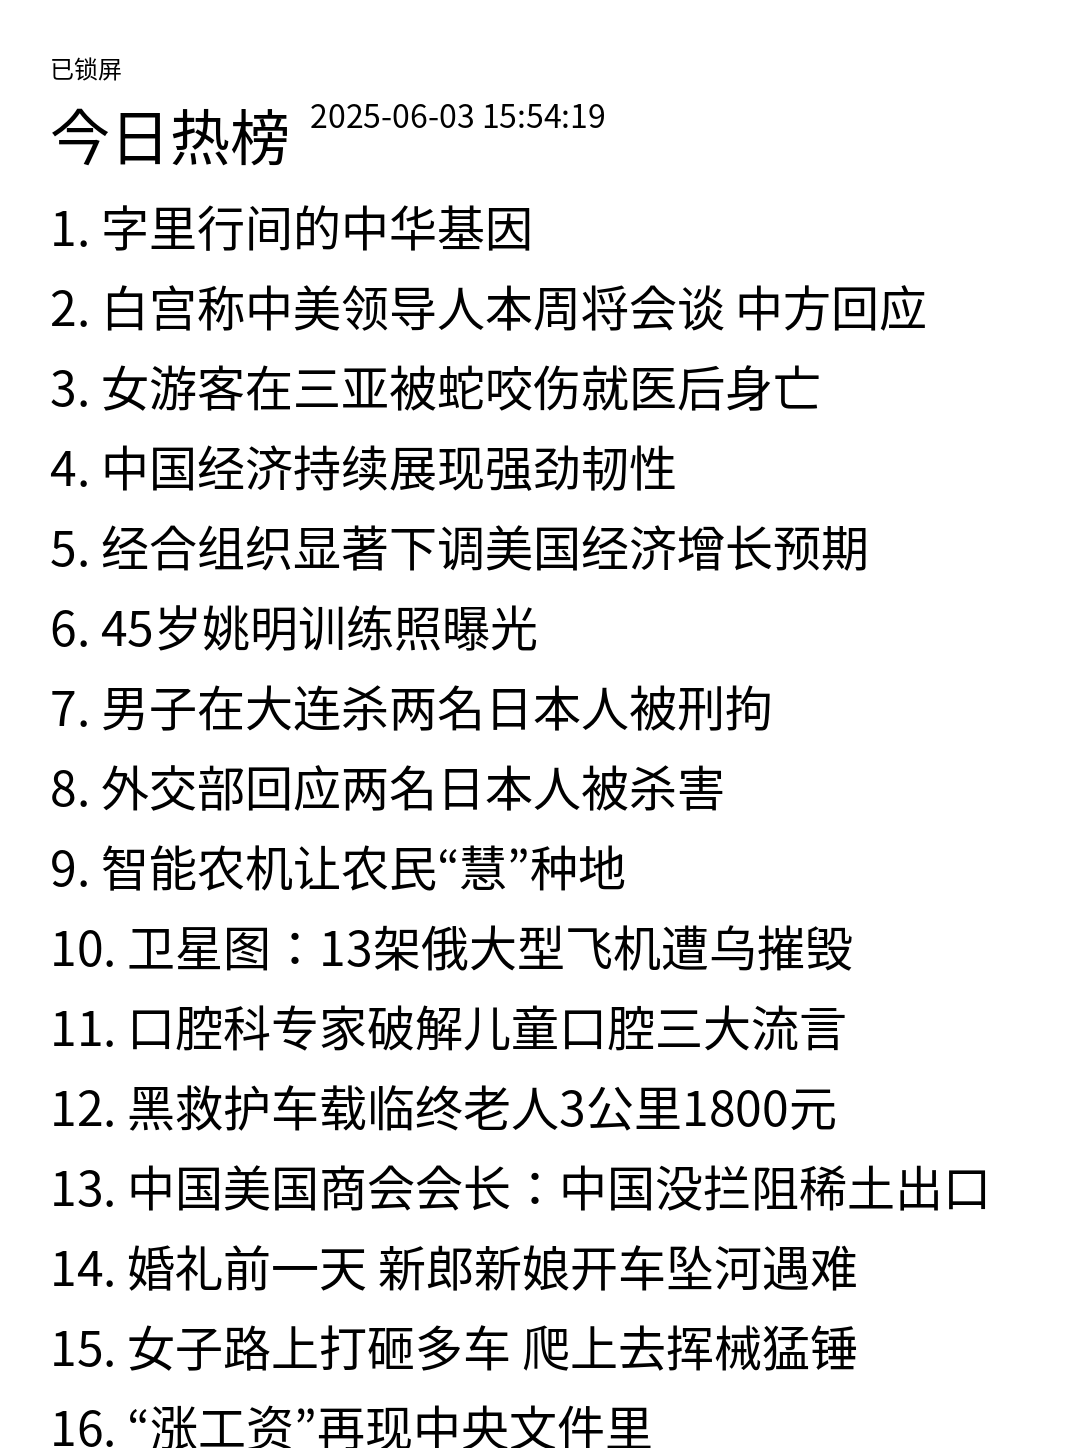 已锁屏
今日热榜 2025-06-03 15:54:19
1. 字里行间的中华基因
2. 白宫称中美领导人本周将会谈 中方回应
3. 女游客在三亚被蛇咬伤就医后身亡
4. 中国经济持续展现强劲韧性
5. 经合组织显著下调美国经济增长预期
6. 45岁姚明训练照曝光
7. 男子在大连杀两名日本人被刑拘
8. 外交部回应两名日本人被杀害
9. 智能农机让农民“慧”种地
10. 卫星图：13架俄大型飞机遭乌摧毁
11. 口腔科专家破解儿童口腔三大流言
12. 黑救护车载临终老人3公里1800元
13. 中国美国商会会长：中国没拦阻稀土出口
14. 婚礼前一天 新郎新娘开车坠河遇难
15. 女子路上打砸多车 爬上去挥械猛锤
16. “涨工资”再现中央文件里